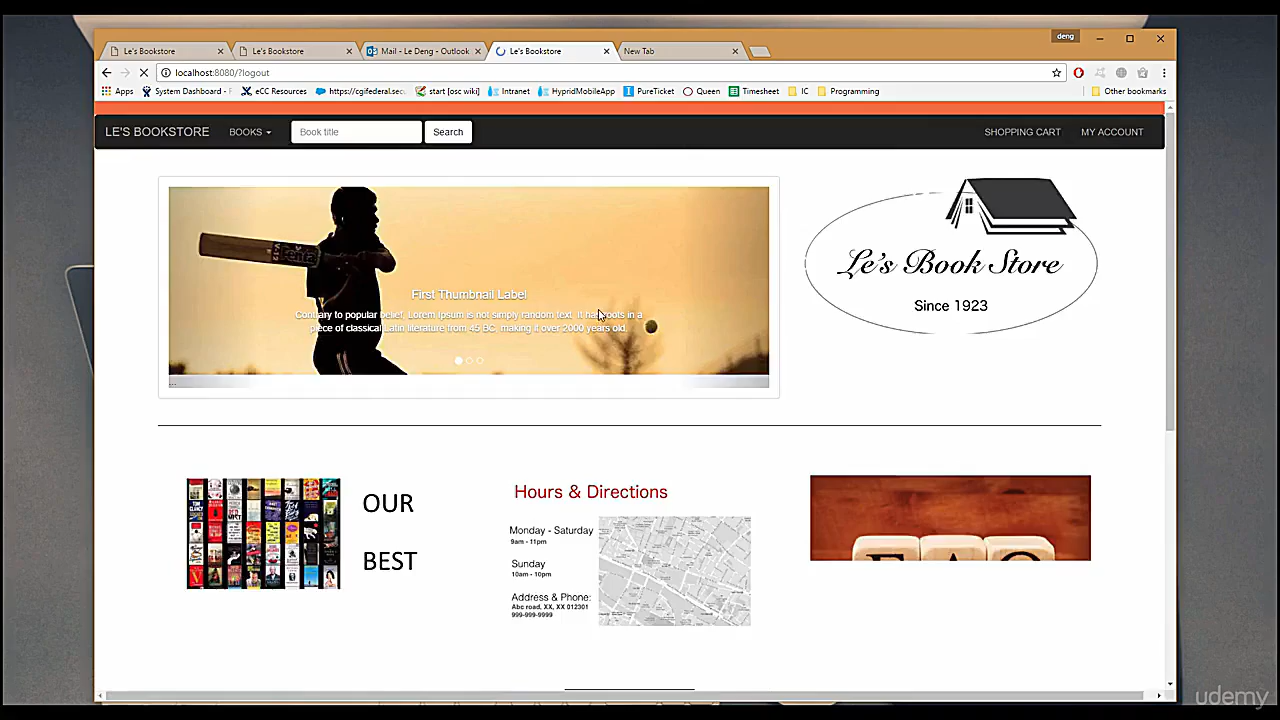 deng
Le's Bookstore
Le's Bookstore
Mail - Le Deng - Outlook
Le's Bookstore
New Tab
localhost:8080/?logout
Apps
System Dashboard -
eCC Resources
https://cgifederal.secu
start [osc wiki]
Intranet
HypridMobileApp
PureTicket
Queen
Timesheet
IC
Programming
Other bookmarks
LE'S BOOKSTORE
BOOKS
Book title
Search
SHOPPING CART
MY ACCOUNT
First Thumbnail Label
Contrary to popular belief, Lorem Ipsum is not simply random text. It has roots in a
piece of classical Latin literature from 45 BC, making it over 2000 years old.
...
Le's Book Store
Since 1923
OUR
BEST
Hours & Directions
Monday - Saturday
9am - 11pm
Sunday
10am - 10pm
Address & Phone:
Abc road, XX, XX 012301
999-999-9999
FAQ
udemy